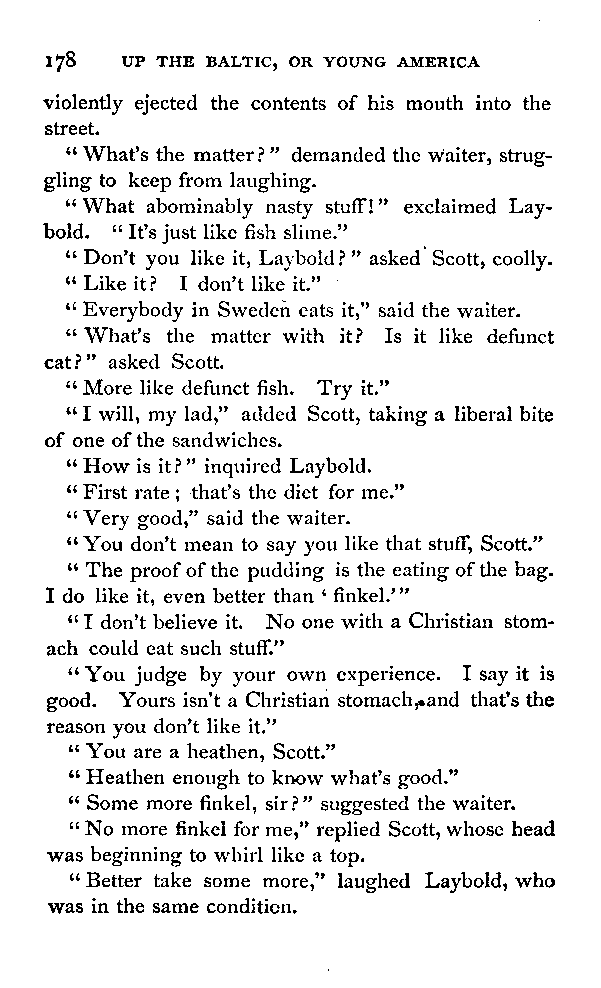 178 UP THE BALTIC, OR YOUNG AMERICA
violently ejected the contents of his mouth into the
street.
"What's the matter?" demanded the waiter, strug-
gling to keep from laughing.
"What abominably nasty stuff!" exclaimed Lay-
bold. "It's just like fish slime."
"Don't you like it, Laybold?" asked Scott, coolly.
"Like it? I don't like it."
"Everybody in Sweden eats it," said the waiter.
"What's the matter with it? Is it like defunct
cat?" asked Scott.
"More like defunct fish. Try it."
"I will, my lad," added Scott, taking a liberal bite
of one of the sandwiches.
"How is it?" inquired Laybold.
"First rate; that's the diet for me."
"Very good," said the waiter.
"You don't mean to say you like that stuff, Scott."
"The proof of the pudding is the eating of the bag.
I do like it, even better than 'finkel.'"
"I don't believe it. No one with a Christian stom-
ach could eat such stuff."
"You judge by your own experience. I say it is
good. Yours isn't a Christian stomach, and that's the
reason you don't like it."
"You are a heathen, Scott."
"Heathen enough to know what's good."
"Some more finkel, sir?" suggested the waiter.
"No more finkel for me," replied Scott, whose head
was beginning to whirl like a top.
"Better take some more," laughed Laybold, who
was in the same condition.